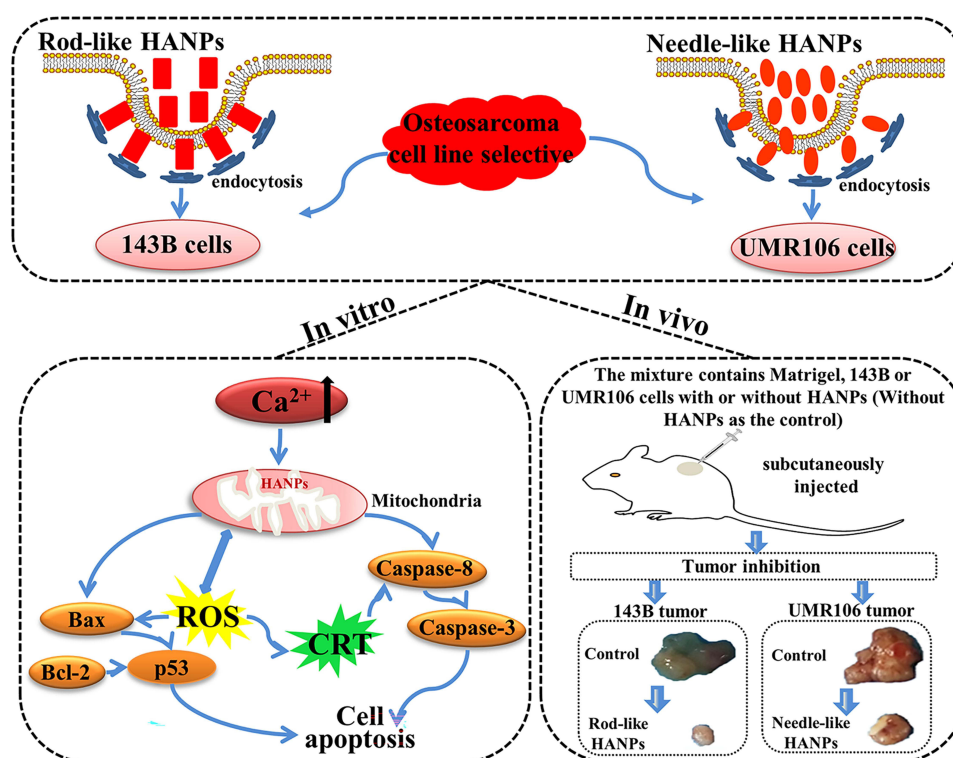 Rod-like HANPs
Needle-like HANPs
Osteosarcoma
cell line selective
endocytosis
endocytosis
143B cells
UMR106 cells
In vitro
In vivo
Ca²⁺
HANPs
Mitochondria
Caspase-8
Bax
ROS
CRT
Caspase-3
Bcl-2
p53
Cell
apoptosis
The mixture contains Matrigel, 143B or
UMR106 cells with or without HANPs (Without
HANPs as the control)
subcutaneously
injected
Tumor inhibition
143B tumor
UMR106 tumor
Control
Control
Rod-like
HANPs
Needle-like
HANPs